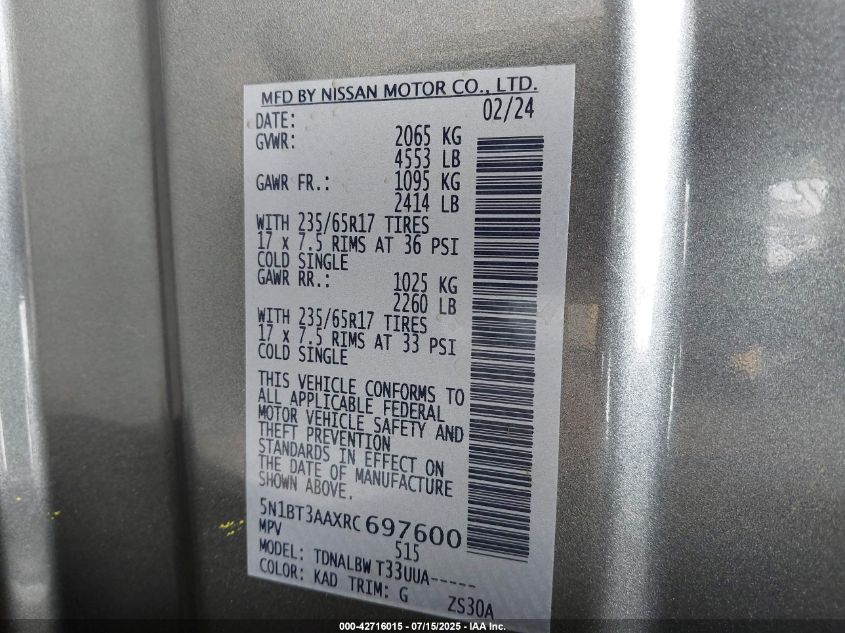 MFD BY NISSAN MOTOR CO., LTD.
DATE: 02/24
GVWR: 2065 KG
4553 LB
GAWR FR.: 1095 KG
2414 LB
WITH 235/65R17 TIRES
17 X 7.5 RIMS AT 36 PSI
COLD SINGLE
GAWR RR.: 1025 KG
2260 LB
WITH 235/65R17 TIRES
17 X 7.5 RIMS AT 33 PSI
COLD SINGLE
THIS VEHICLE CONFORMS TO
ALL APPLICABLE FEDERAL
MOTOR VEHICLE SAFETY AND
THEFT PREVENTION
STANDARDS IN EFFECT ON
THE DATE OF MANUFACTURE
SHOWN ABOVE.
5N1BT3AAXRC697600
MPV 515
MODEL: TDNALBW T33UUA-----
COLOR: KAD TRIM: G ZS30A
000-42716015 - 07/15/2025 - IAA Inc.